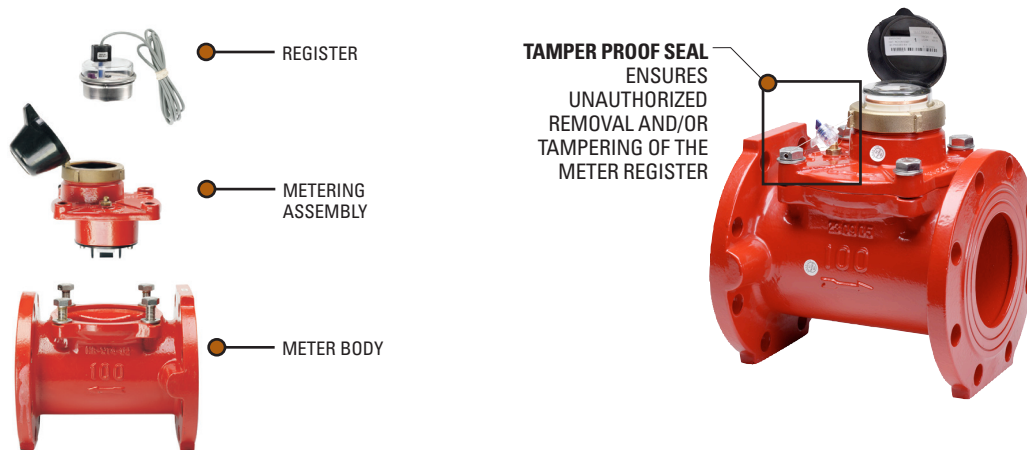 REGISTER
METERING
ASSEMBLY
METER BODY
100
TAMPER PROOF SEAL
ENSURES
UNAUTHORIZED
REMOVAL AND/OR
TAMPERING OF THE
METER REGISTER
100